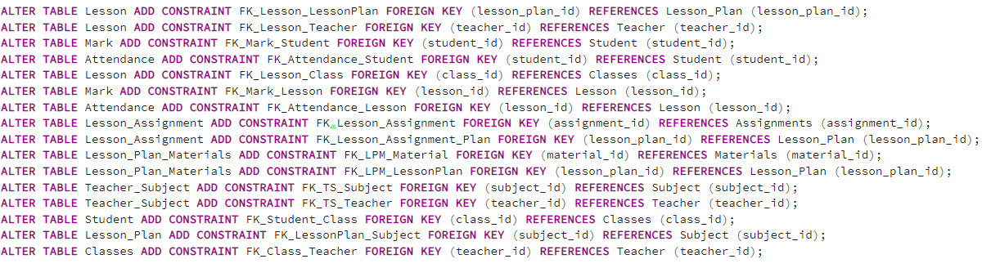 ALTER TABLE Lesson ADD CONSTRAINT FK_Lesson_LessonPlan FOREIGN KEY (lesson_plan_id) REFERENCES Lesson_Plan (lesson_plan_id);
ALTER TABLE Lesson ADD CONSTRAINT FK_Lesson_Teacher FOREIGN KEY (teacher_id) REFERENCES Teacher (teacher_id);
ALTER TABLE Mark ADD CONSTRAINT FK_Mark_Student FOREIGN KEY (student_id) REFERENCES Student (student_id);
ALTER TABLE Attendance ADD CONSTRAINT FK_Attendance_Student FOREIGN KEY (student_id) REFERENCES Student (student_id);
ALTER TABLE Lesson ADD CONSTRAINT FK_Lesson_Class FOREIGN KEY (class_id) REFERENCES Classes (class_id);
ALTER TABLE Mark ADD CONSTRAINT FK_Mark_Lesson FOREIGN KEY (lesson_id) REFERENCES Lesson (lesson_id);
ALTER TABLE Attendance ADD CONSTRAINT FK_Attendance_Lesson FOREIGN KEY (lesson_id) REFERENCES Lesson (lesson_id);
ALTER TABLE Lesson_Assignment ADD CONSTRAINT FK_Lesson_Assignment FOREIGN KEY (assignment_id) REFERENCES Assignments (assignment_id);
ALTER TABLE Lesson_Assignment ADD CONSTRAINT FK_Lesson_Assignment_Plan FOREIGN KEY (lesson_plan_id) REFERENCES Lesson_Plan (lesson_plan_id);
ALTER TABLE Lesson_Plan_Materials ADD CONSTRAINT FK_LPM_Material FOREIGN KEY (material_id) REFERENCES Materials (material_id);
ALTER TABLE Lesson_Plan_Materials ADD CONSTRAINT FK_LPM_LessonPlan FOREIGN KEY (lesson_plan_id) REFERENCES Lesson_Plan (lesson_plan_id);
ALTER TABLE Teacher_Subject ADD CONSTRAINT FK_TS_Subject FOREIGN KEY (subject_id) REFERENCES Subject (subject_id);
ALTER TABLE Teacher_Subject ADD CONSTRAINT FK_TS_Teacher FOREIGN KEY (teacher_id) REFERENCES Teacher (teacher_id);
ALTER TABLE Student ADD CONSTRAINT FK_Student_Class FOREIGN KEY (class_id) REFERENCES Classes (class_id);
ALTER TABLE Lesson_Plan ADD CONSTRAINT FK_LessonPlan_Subject FOREIGN KEY (subject_id) REFERENCES Subject (subject_id);
ALTER TABLE Classes ADD CONSTRAINT FK_Class_Teacher FOREIGN KEY (teacher_id) REFERENCES Teacher (teacher_id);